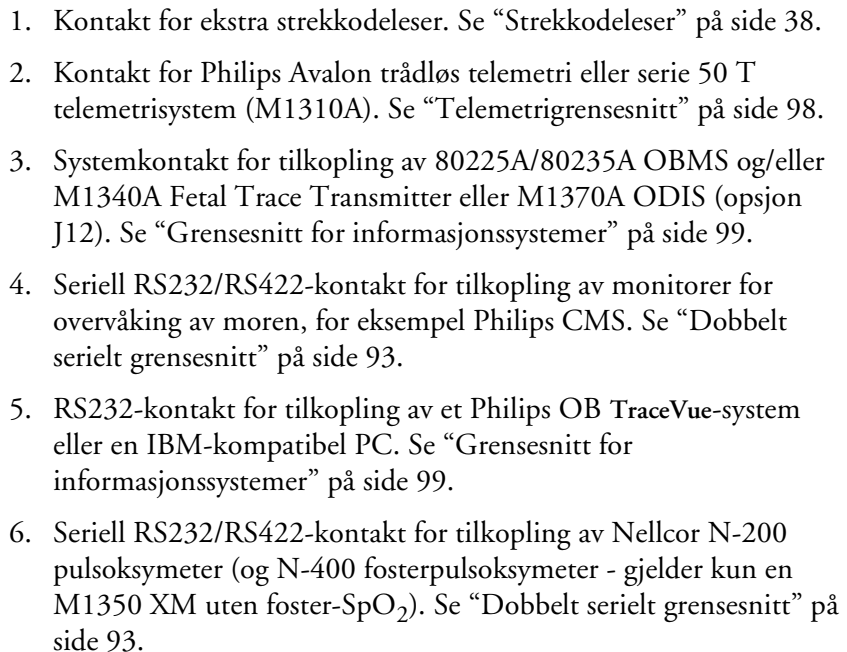 1. Kontakt for ekstra strekkodeleser. Se “Strekkodeleser” på side 38.
2. Kontakt for Philips Avalon trådløs telemetri eller serie 50 T
telemetrisystem (M1310A). Se “Telemetrigrensesnitt” på side 98.
3. Systemkontakt for tilkopling av 80225A/80235A OBMS og/eller
M1340A Fetal Trace Transmitter eller M1370A ODIS (opsjon
J12). Se “Grensesnitt for informasjonssystemer” på side 99.
4. Seriell RS232/RS422-kontakt for tilkopling av monitorer for
overvåking av moren, for eksempel Philips CMS. Se “Dobbelt
serielt grensesnitt” på side 93.
5. RS232-kontakt for tilkopling av et Philips OB TraceVue-system
eller en IBM-kompatibel PC. Se “Grensesnitt for
informasjonssystemer” på side 99.
6. Seriell RS232/RS422-kontakt for tilkopling av Nellcor N-200
pulsoksymeter (og N-400 fosterpulsoksymeter - gjelder kun en
M1350 XM uten foster-SpO₂). Se “Dobbelt serielt grensesnitt” på
side 93.